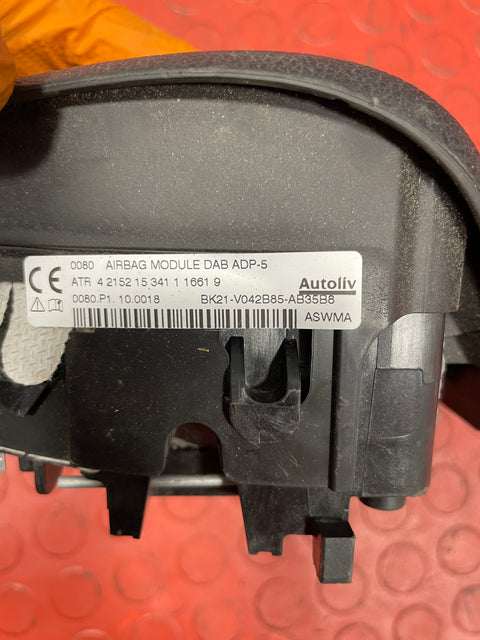 0080 AIRBAG MODULE DAB ADP-5
CE ATR 4 2152 15 341 1 1661 9 Autoliv
0080.P1. 10.0018 BK21-V042B85-AB35B8
ASWMA